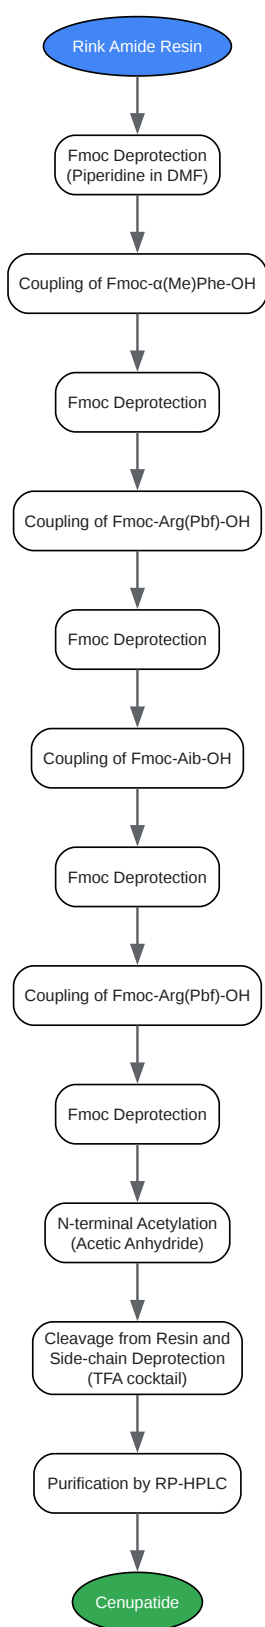 Rink Amide Resin
Fmoc Deprotection
(Piperidine in DMF)
Coupling of Fmoc-α(Me)Phe-OH
Fmoc Deprotection
Coupling of Fmoc-Arg(Pbf)-OH
Fmoc Deprotection
Coupling of Fmoc-Aib-OH
Fmoc Deprotection
Coupling of Fmoc-Arg(Pbf)-OH
Fmoc Deprotection
N-terminal Acetylation
(Acetic Anhydride)
Cleavage from Resin and
Side-chain Deprotection
(TFA cocktail)
Purification by RP-HPLC
Cenupatide